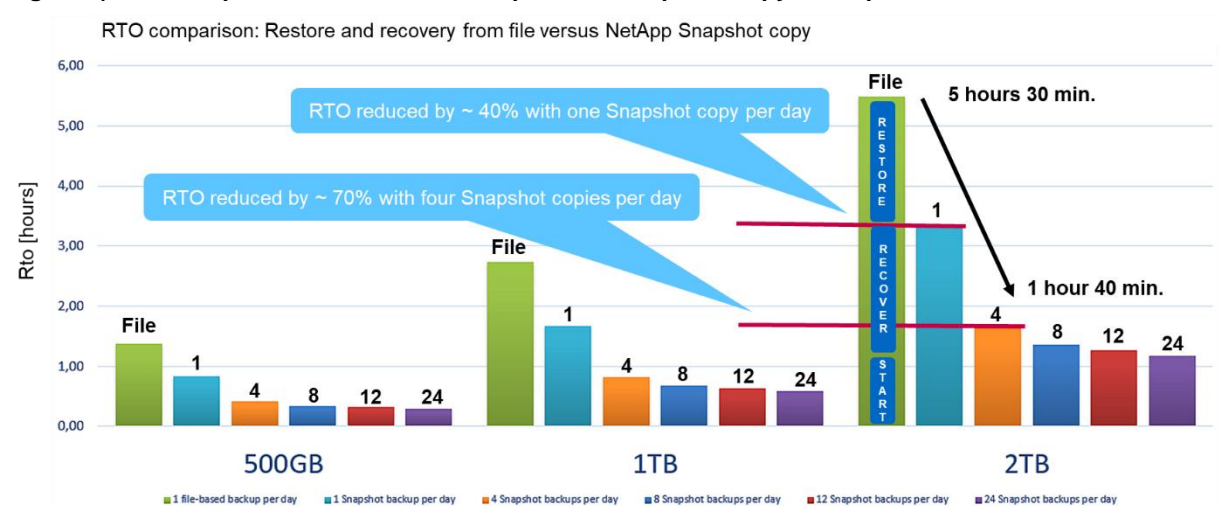 RTO comparison: Restore and recovery from file versus NetApp Snapshot copy
6,00
5,00
4,00
3,00
2,00
1,00
0,00
Rto [hours]
RTO reduced by ~ 40% with one Snapshot copy per day
RTO reduced by ~ 70% with four Snapshot copies per day
File
1
4
8
12
24
File
1
4
8
12
24
File
RESTORE
RECOVER
START
1
4
8
12
24
5 hours 30 min.
1 hour 40 min.
500GB
1TB
2TB
1 file-based backup per day
1 Snapshot backup per day
4 Snapshot backups per day
8 Snapshot backups per day
12 Snapshot backups per day
24 Snapshot backups per day